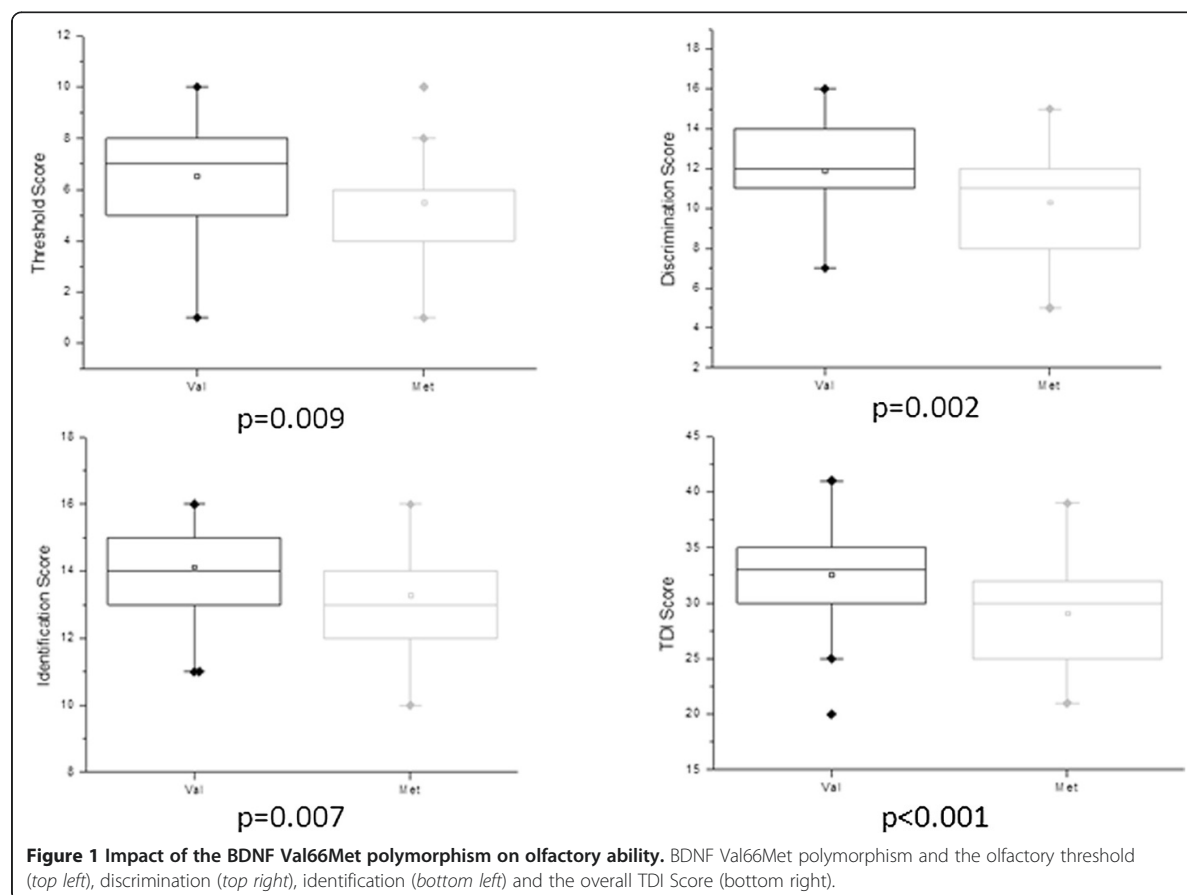 12
10
8
6
4
2
0
Threshold Score
Val
Met
p=0.009
18
16
14
12
10
8
6
4
2
Discrimination Score
Val
Met
p=0.002
18
16
14
12
10
8
Identification Score
Val
Met
p=0.007
45
40
35
30
25
20
15
TDI Score
Val
Met
p<0.001
Figure 1 Impact of the BDNF Val66Met polymorphism on olfactory ability. BDNF Val66Met polymorphism and the olfactory threshold
(top left), discrimination (top right), identification (bottom left) and the overall TDI Score (bottom right).